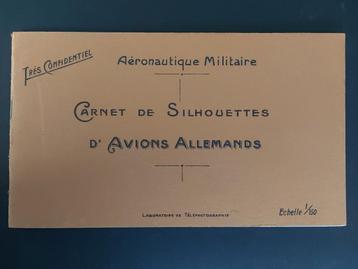 Très Confidentiel
Aéronautique Militaire
Carnet de Silhouettes
d'Avions Allemands
Laboratoire de Téléphotographie
Echelle 1/150